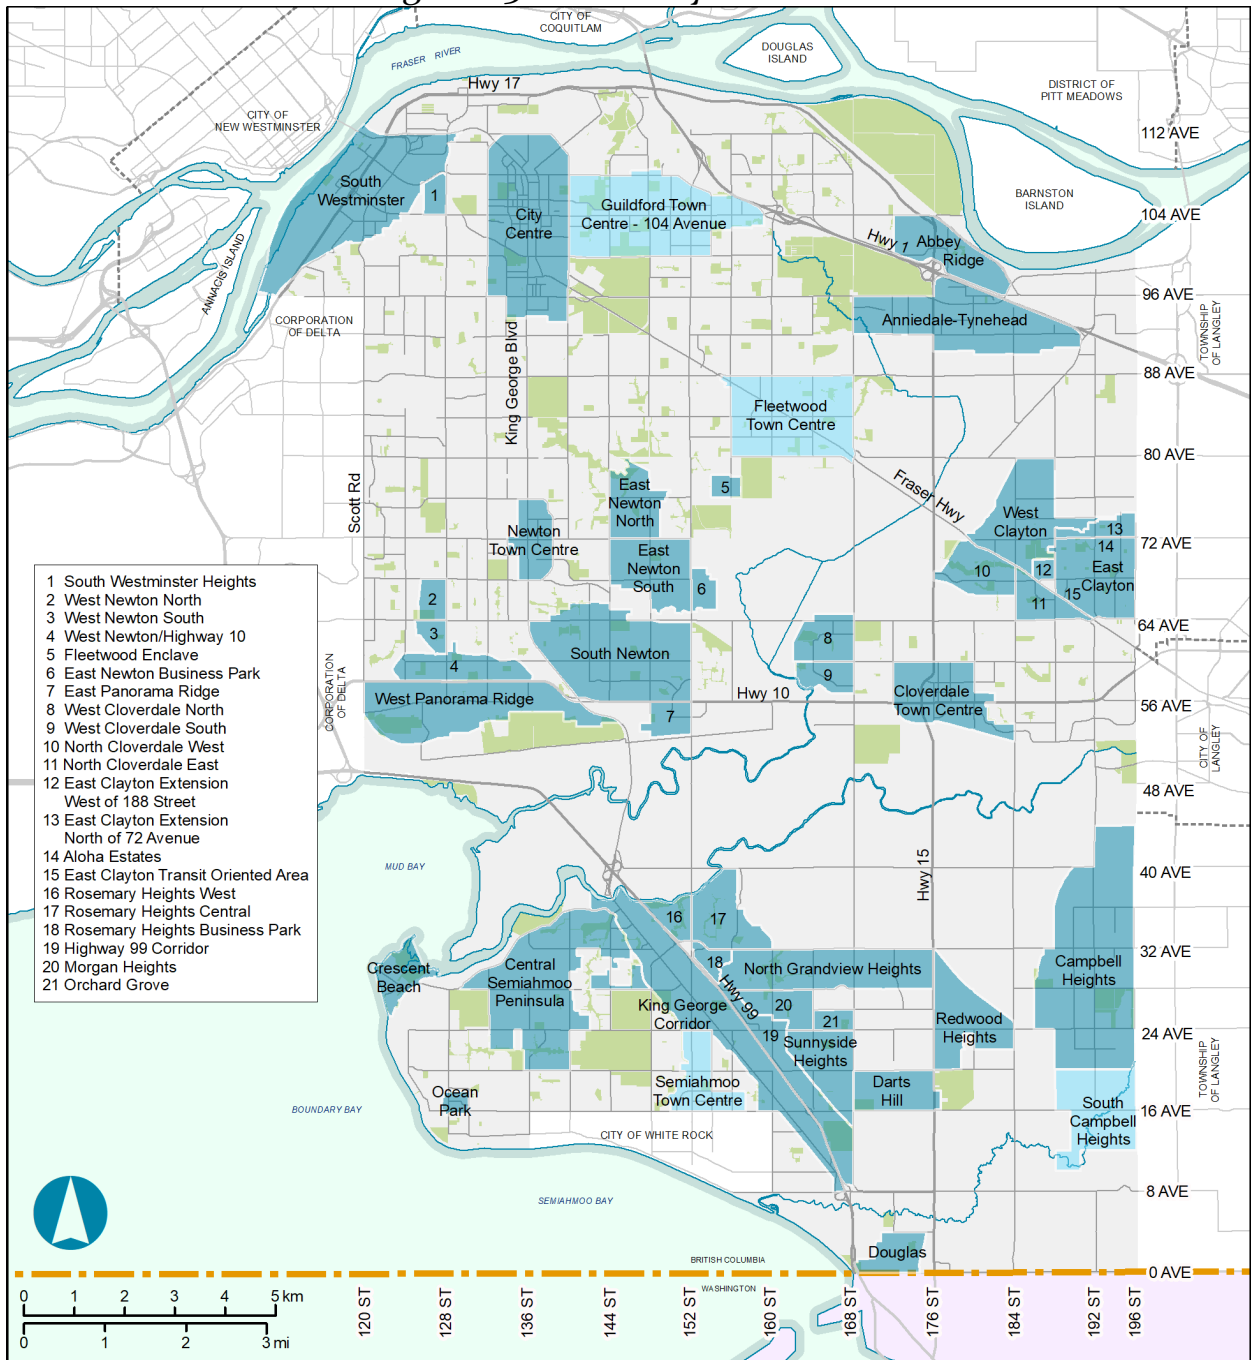 CITY OF
COQUITLAM
FRASER RIVER
DOUGLAS
ISLAND
Hwy 17
DISTRICT OF
PITT MEADOWS
CITY OF
NEW WESTMINSTER
112 AVE
South
Westminster
1
City
Centre
Guildford Town
Centre - 104 Avenue
BARNSTON
ISLAND
104 AVE
Hwy 1
Abbey
Ridge
ANNACIS ISLAND
96 AVE
CORPORATION
OF DELTA
Anniedale-Tynehead
TOWNSHIP
OF LANGLEY
King George Blvd
88 AVE
Fleetwood
Town Centre
80 AVE
Scott Rd
East
Newton
North
5
Fraser Hwy
West
Clayton
13
Newton
Town Centre
72 AVE
14
East
Newton
South
East
Clayton
10
12
15
11
6
2
3
64 AVE
8
4
South Newton
9
CORPORATION
OF DELTA
West Panorama Ridge
Hwy 10
Cloverdale
Town Centre
56 AVE
7
CITY OF
LANGLEY
48 AVE
1 South Westminster Heights
2 West Newton North
3 West Newton South
4 West Newton/Highway 10
5 Fleetwood Enclave
6 East Newton Business Park
7 East Panorama Ridge
8 West Cloverdale North
9 West Cloverdale South
10 North Cloverdale West
11 North Cloverdale East
12 East Clayton Extension
West of 188 Street
13 East Clayton Extension
North of 72 Avenue
14 Aloha Estates
15 East Clayton Transit Oriented Area
16 Rosemary Heights West
17 Rosemary Heights Central
18 Rosemary Heights Business Park
19 Highway 99 Corridor
20 Morgan Heights
21 Orchard Grove
MUD BAY
Hwy 15
40 AVE
16
17
32 AVE
Crescent
Beach
Central
Semiahmoo
Peninsula
18
North Grandview Heights
Campbell
Heights
Hwy 99
King George
Corridor
20
21
Redwood
Heights
24 AVE
19
Sunnyside
Heights
TOWNSHIP
OF LANGLEY
Semiahmoo
Town Centre
Darts
Hill
Ocean
Park
BOUNDARY BAY
South
Campbell
Heights
16 AVE
CITY OF WHITE ROCK
8 AVE
SEMIAHMOO BAY
Douglas
BRITISH COLUMBIA
0 AVE
WASHINGTON
0 1 2 3 4 5 km
0 1 2 3 mi
120 ST
128 ST
136 ST
144 ST
152 ST
160 ST
168 ST
176 ST
184 ST
192 ST
196 ST